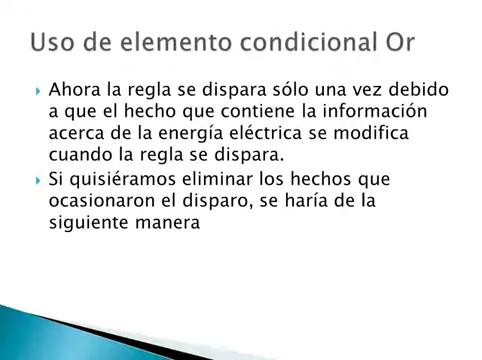 Uso de elemento condicional Or
Ahora la regla se dispara sólo una vez debido
a que el hecho que contiene la información
acerca de la energía eléctrica se modifica
cuando la regla se dispara.
Si quisiéramos eliminar los hechos que
ocasionaron el disparo, se haría de la
siguiente manera